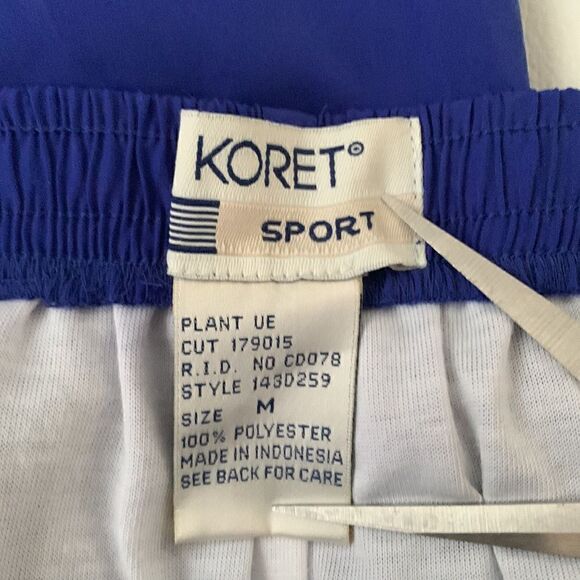 KORET®
SPORT
PLANT UE
CUT 179015
R.I.D. NO CD078
STYLE 143D259
SIZE M
100% POLYESTER
MADE IN INDONESIA
SEE BACK FOR CARE